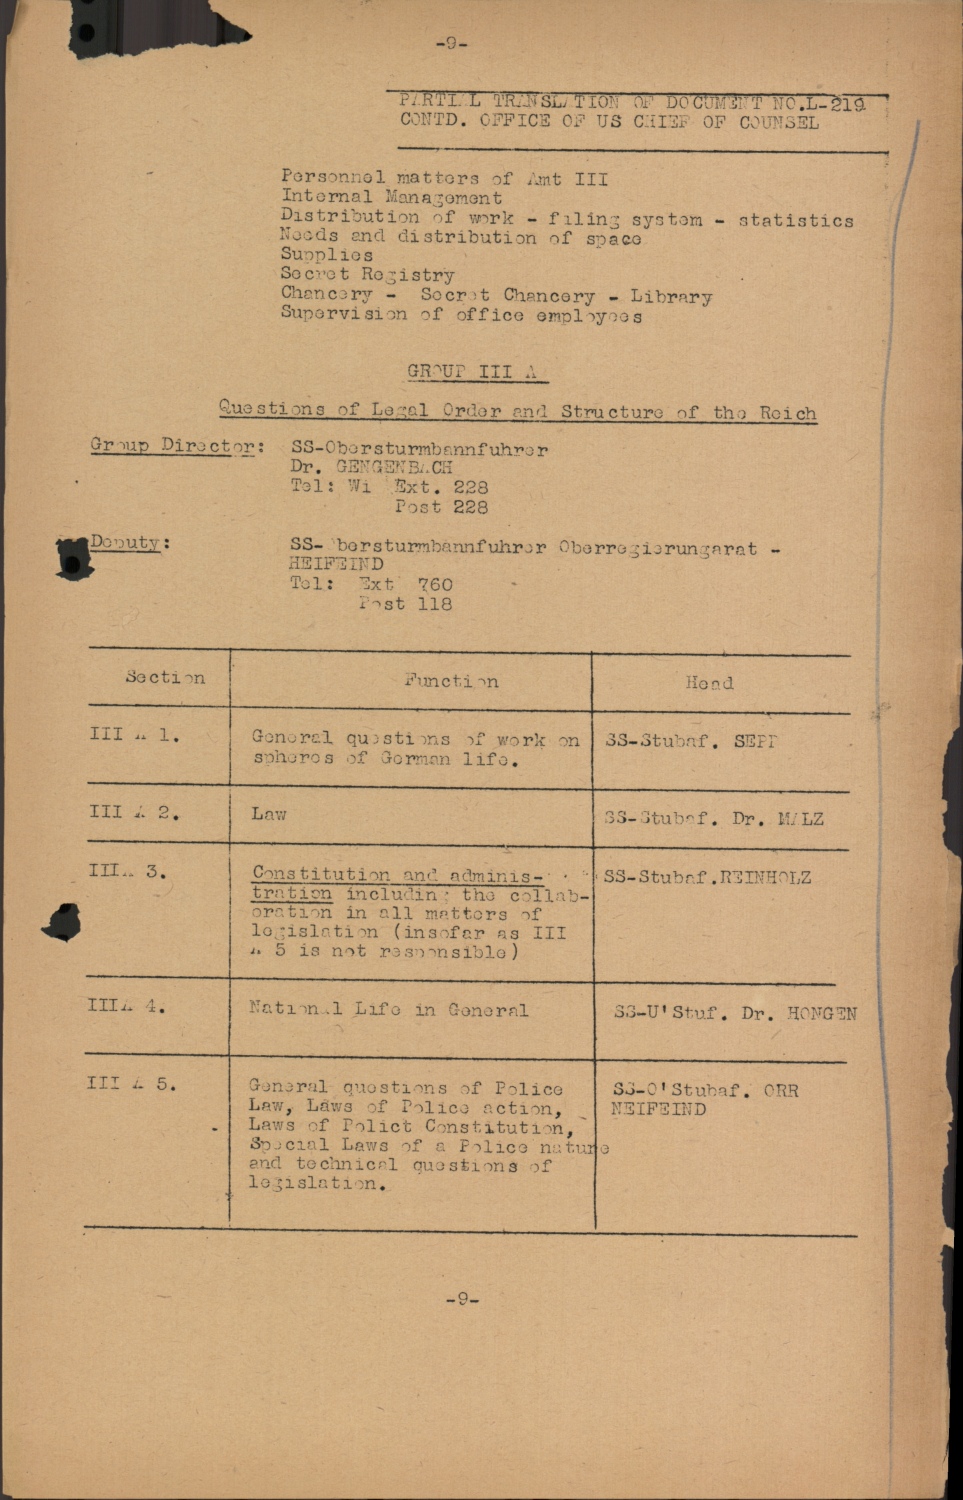 -9-
PARTIAL TRANSLATION OF DOCUMENT NO.L-219
CONTD. OFFICE OF US CHIEF OF COUNSEL
Personnel matters of Amt III
Internal Management
Distribution of work - filing system - statistics
Needs and distribution of space
Supplies
Secret Registry
Chancery - Secret Chancery - Library
Supervision of office employees
GROUP III A
Questions of Legal Order and Structure of the Reich
Group Director: SS-Obersturmbannfuhrer
Dr. GENGENBACH
Tel: Wi Ext. 228
Post 228
Deputy: SS-Obersturmbannfuhrer Oberregierungarat -
HEIFEIND
Tel: Ext 760
Post 118
Section Function Head
III A 1. General questions of work on SS-Stubaf. SEPP
spheres of German life.
III A 2. Law SS-Stubaf. Dr. MALZ
IIIA 3. Constitution and adminis- SS-Stubaf.REINHOLZ
tration including the collab-
oration in all matters of
legislation (insofar as III
A 5 is not responsible)
IIIA 4. National Life in General SS-U'Stuf. Dr. HONGEN
III A 5. General questions of Police SS-O'Stubaf. ORR
Law, Laws of Police action, NEIFEIND
Laws of Polict Constitution,
Special Laws of a Police nature
and technical questions of
legislation.
-9-